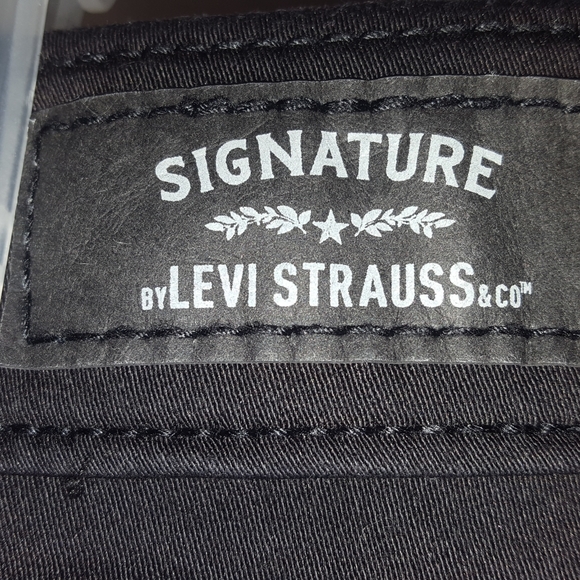 SIGNATURE
BY LEVI STRAUSS & CO™